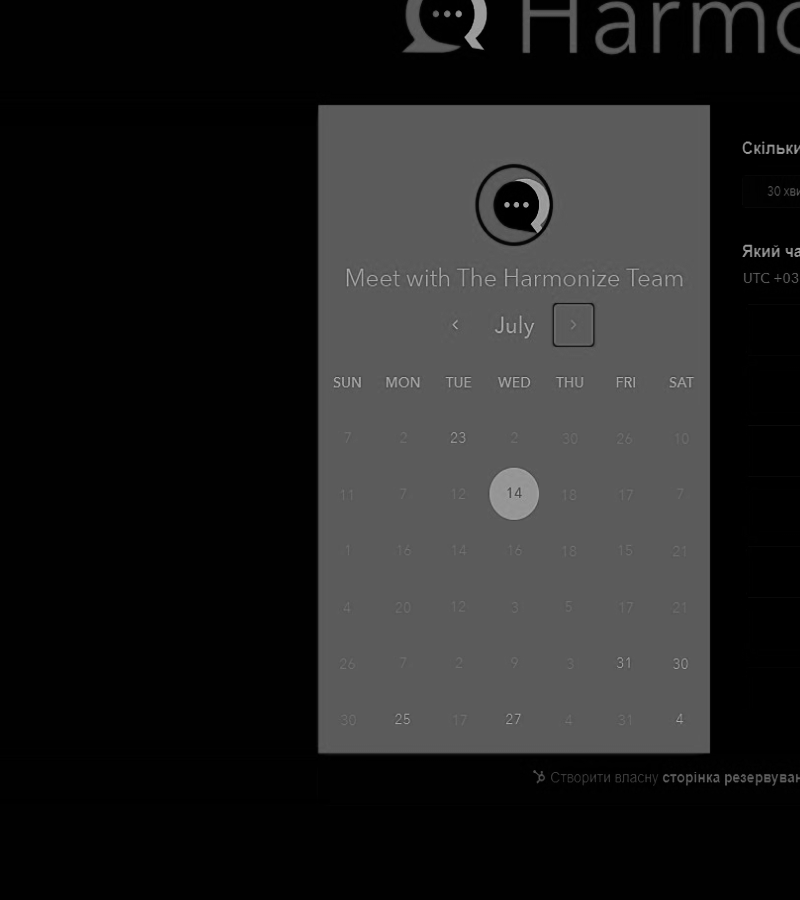 Harmo
Скільки
30 хви
Який ча
UTC +03
Meet with The Harmonize Team
July
SUN MON TUE WED THU FRI SAT
7 2 23 2 30 26 10
11 7 12 14 18 17 7
1 16 14 16 18 15 21
4 20 12 3 5 17 21
26 7 2 9 3 31 30
30 25 17 27 4 31 4
Створити власну сторінка резервуван